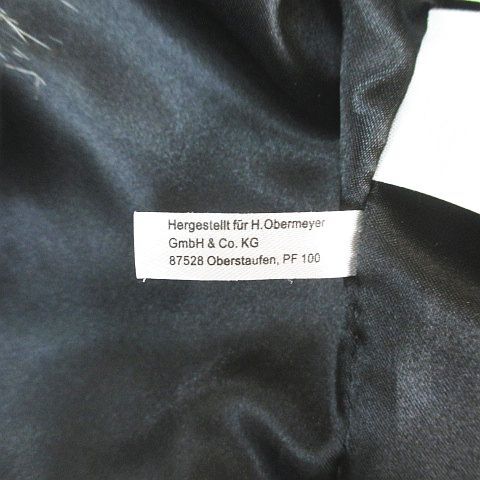 Hergestellt für H.Obermeyer
GmbH & Co. KG
87528 Oberstaufen, PF 100